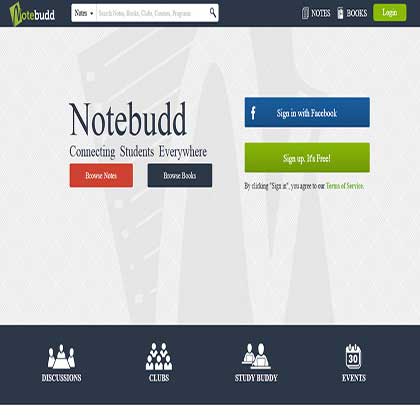 Notebudd
Notes
Search Notes, Books, Clubs, Courses, Programs
NOTES
BOOKS
Login
Notebudd
Connecting Students Everywhere
Browse Notes
Browse Books
f
Sign in with Facebook
Sign up. It's Free!
By clicking "Sign in", you agree to our Terms of Service.
30
DISCUSSIONS
CLUBS
STUDY BUDDY
EVENTS